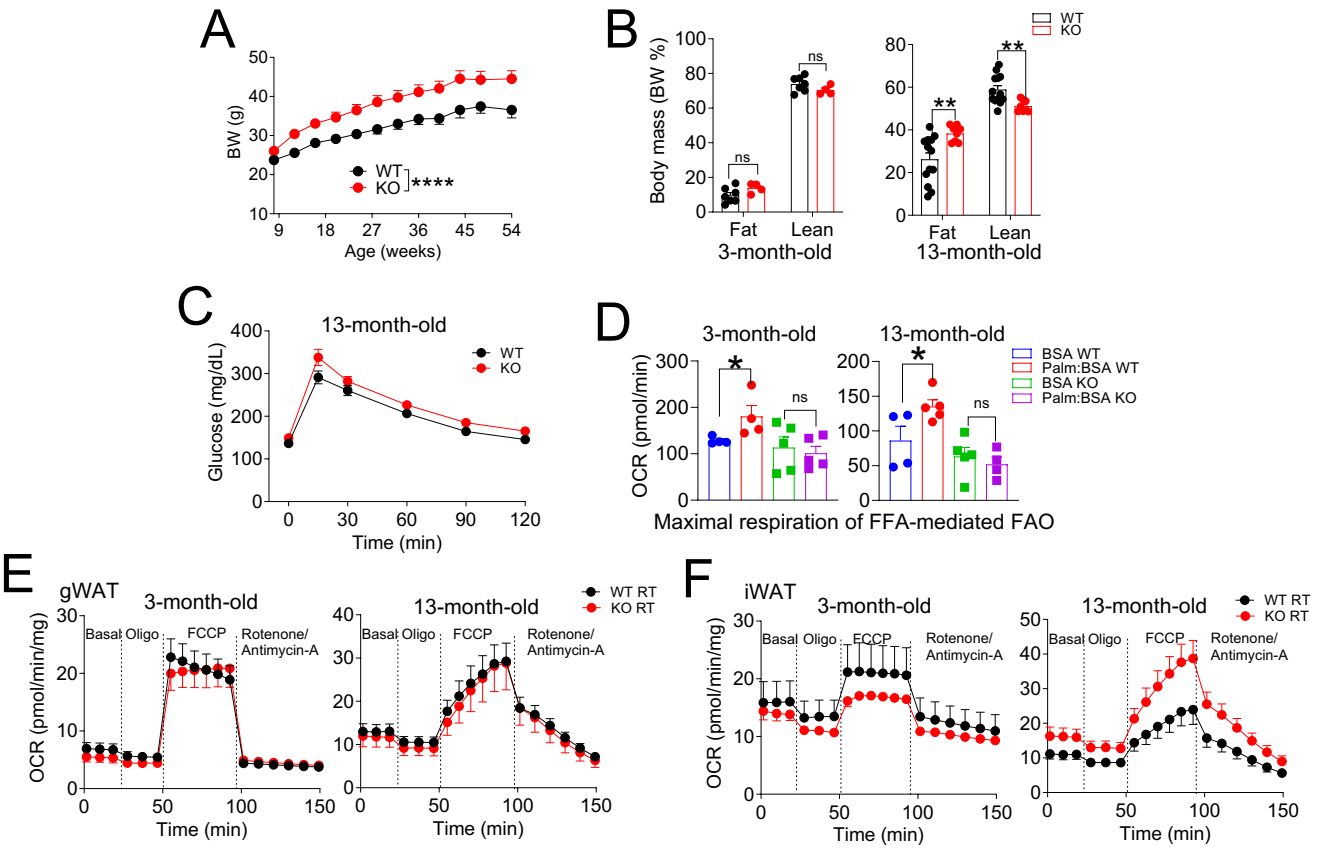 A
BW (g)
50
40
30
20
10
WT
KO
****
9 18 27 36 45 54
Age (weeks)
B
Body mass (BW %)
100
80
60
40
20
0
ns
ns
Fat Lean
3-month-old
80
60
40
20
0
**
**
Fat Lean
13-month-old
WT
KO
C
13-month-old
Glucose (mg/dL)
400
300
200
100
0
WT
KO
0 30 60 90 120
Time (min)
D
3-month-old
OCR (pmol/min)
300
200
100
0
*
ns
13-month-old
200
150
100
50
0
*
ns
BSA WT
Palm:BSA WT
BSA KO
Palm:BSA KO
Maximal respiration of FFA-mediated FAO
E
gWAT
3-month-old
OCR (pmol/min/mg)
30
20
10
0
Basal Oligo FCCP Rotenone/
Antimycin-A
0 50 100 150
Time (min)
13-month-old
40
30
20
10
0
Basal Oligo FCCP Rotenone/
Antimycin-A
0 50 100 150
Time (min)
WT RT
KO RT
F
iWAT
3-month-old
OCR (pmol/min/mg)
30
20
10
0
Basal Oligo FCCP Rotenone/
Antimycin-A
0 50 100 150
Time (min)
13-month-old
50
40
30
20
10
0
Basal Oligo FCCP Rotenone/
Antimycin-A
0 50 100 150
Time (min)
WT RT
KO RT